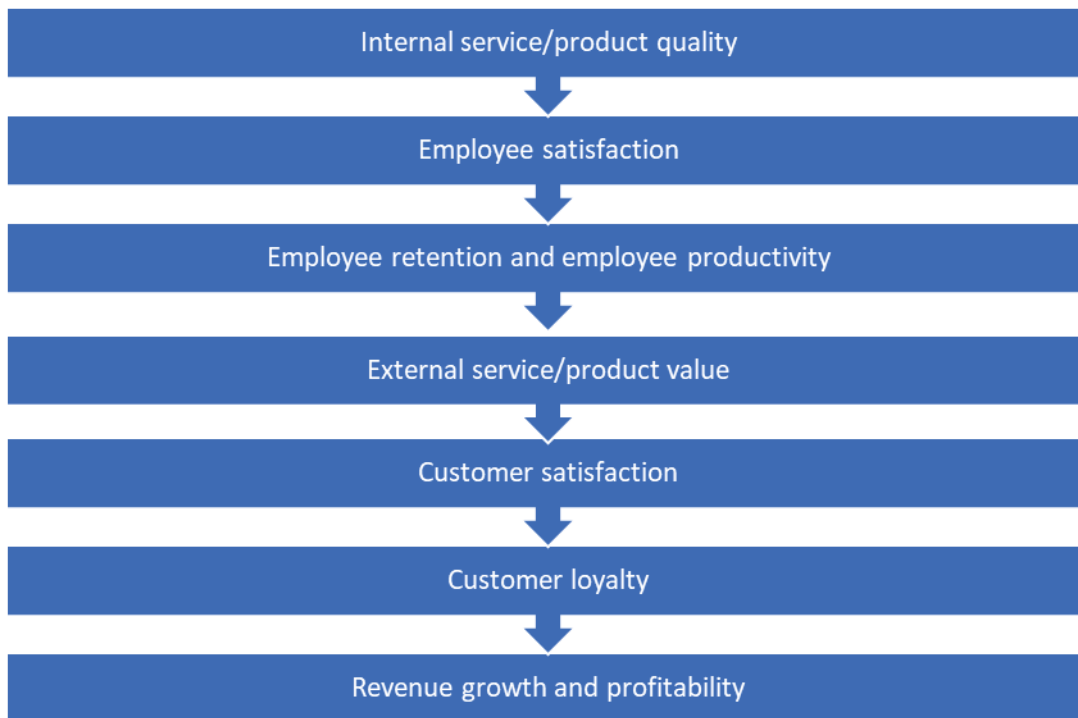 Internal service/product quality
Employee satisfaction
Employee retention and employee productivity
External service/product value
Customer satisfaction
Customer loyalty
Revenue growth and profitability